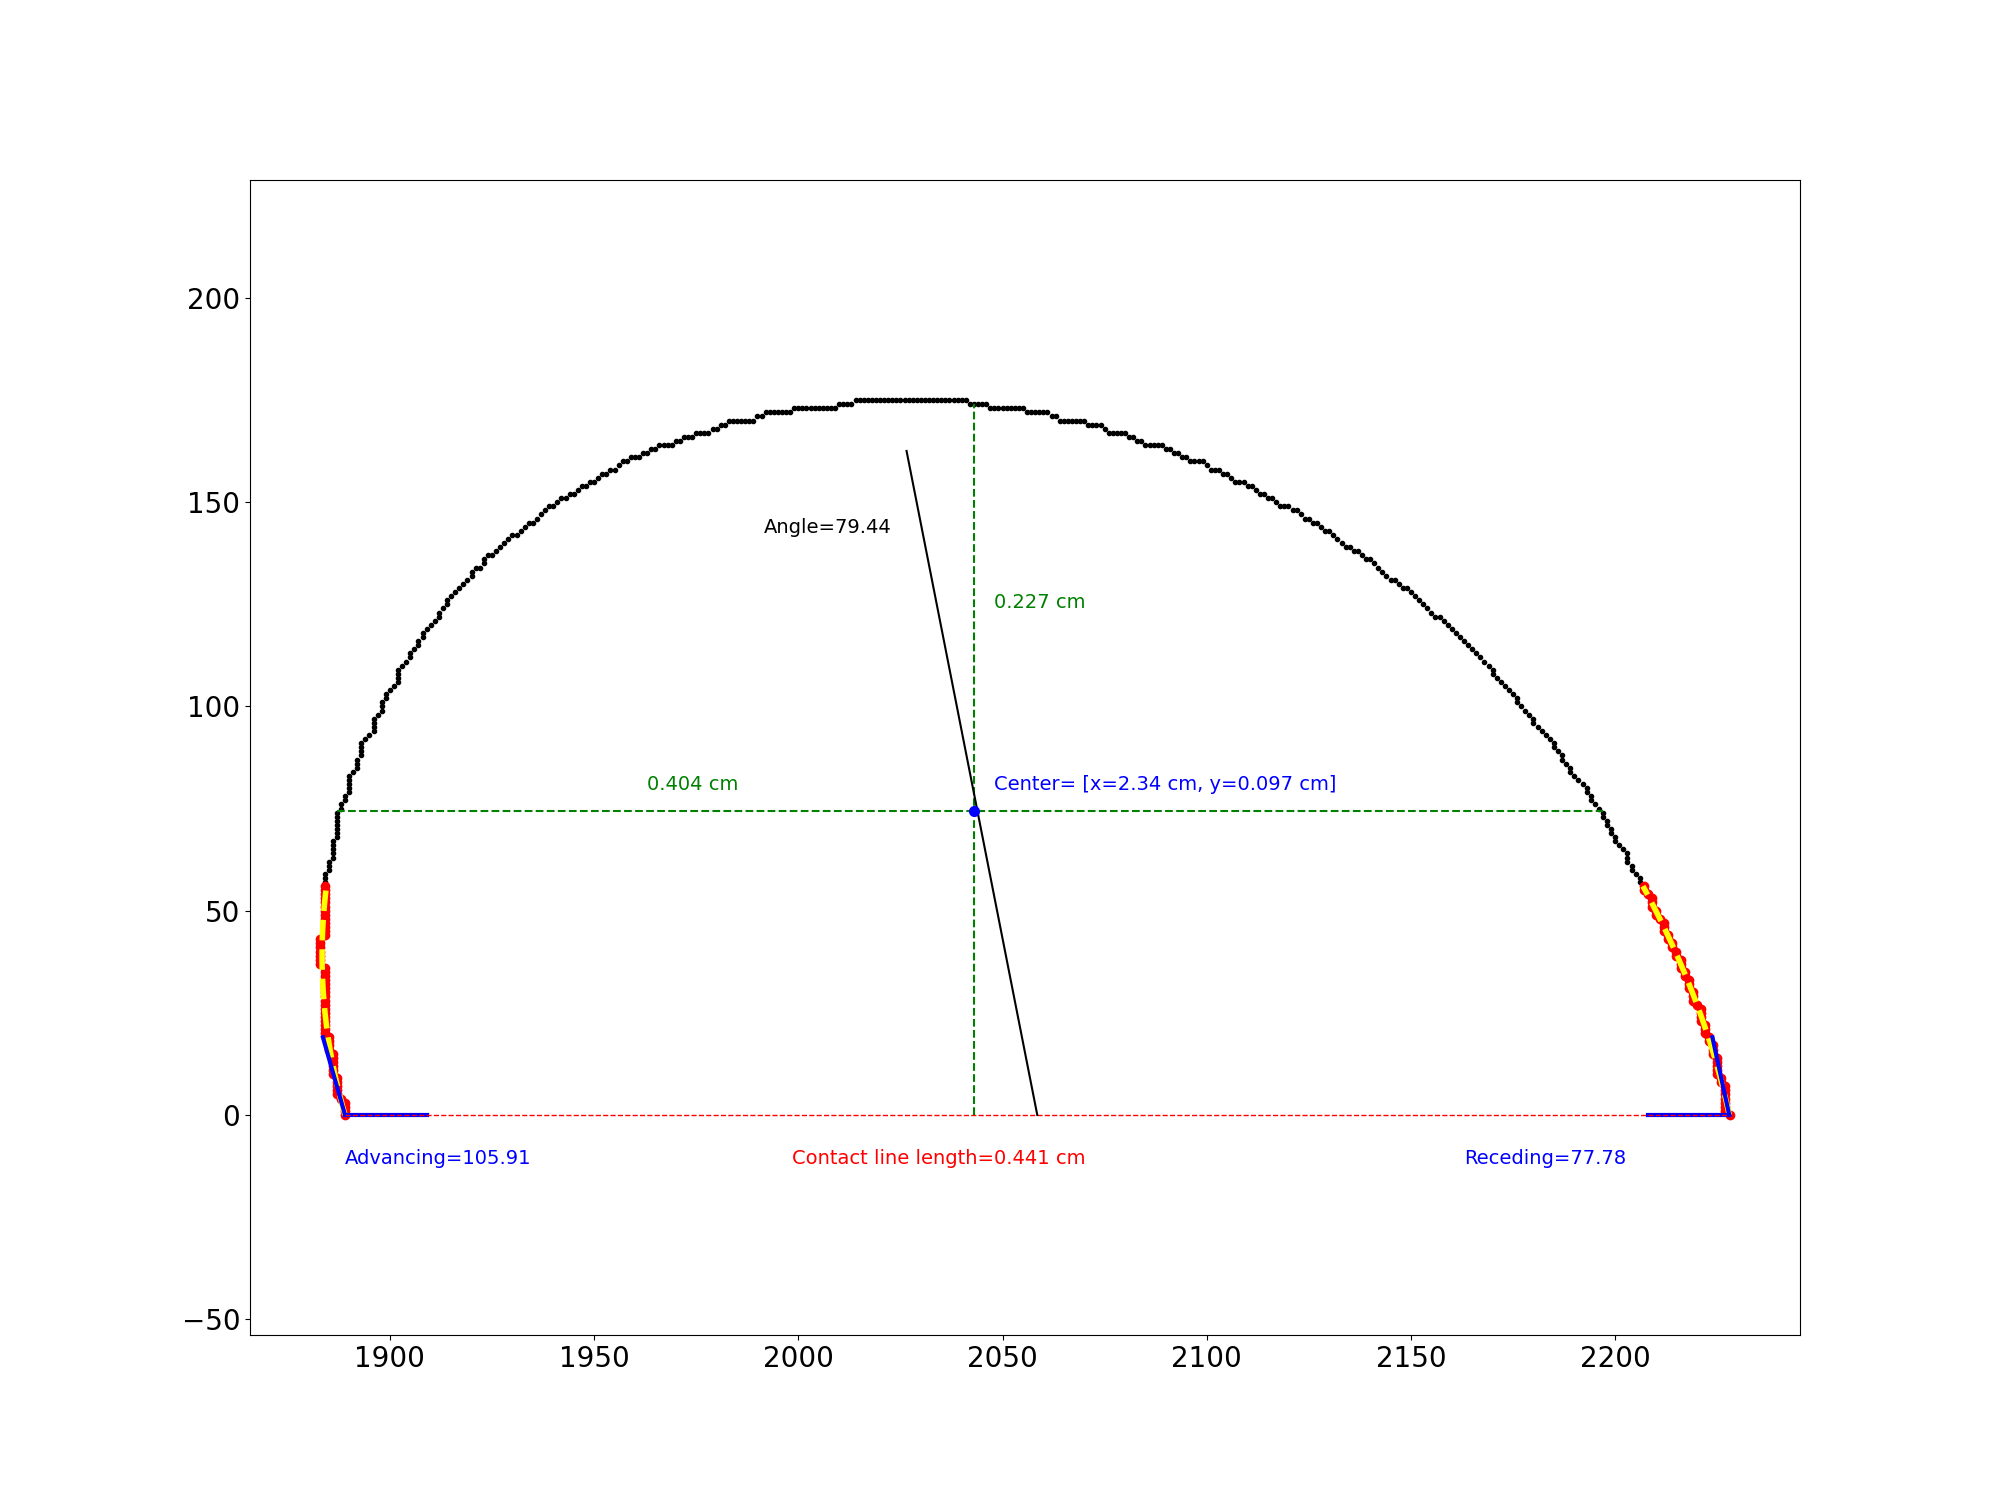 200
150
Angle=79.44
0.227 cm
100
0.404 cm
Center= [x=2.34 cm, y=0.097 cm]
50
0
Advancing=105.91
Contact line length=0.441 cm
Receding=77.78
−50
1900 1950 2000 2050 2100 2150 2200